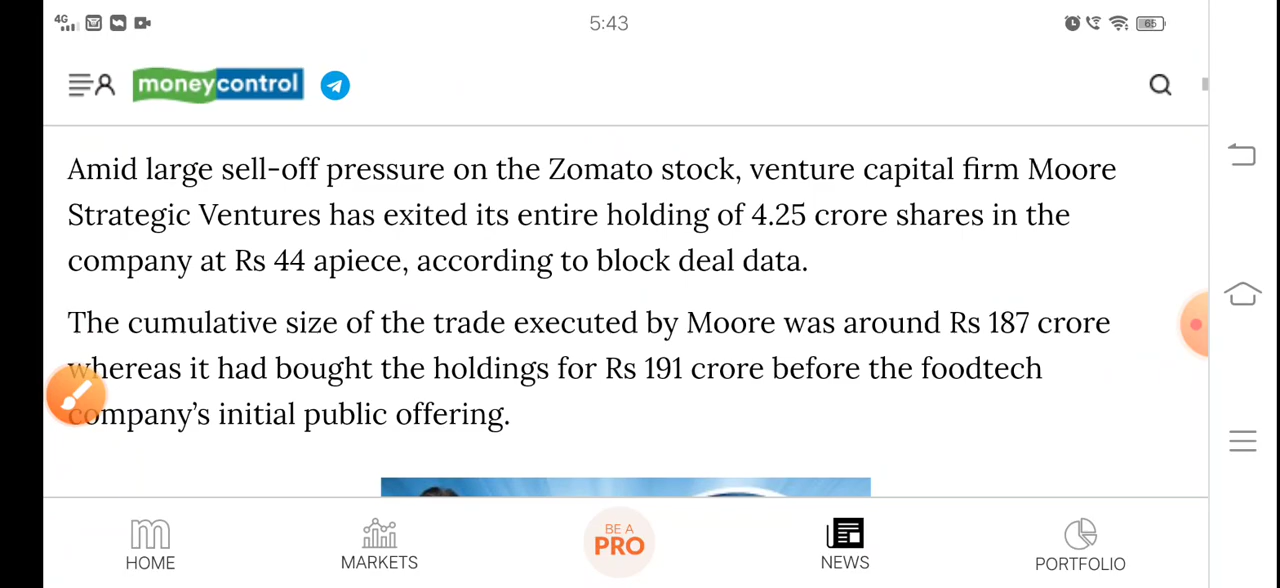 4G
5:43
65
moneycontrol
Amid large sell-off pressure on the Zomato stock, venture capital firm Moore
Strategic Ventures has exited its entire holding of 4.25 crore shares in the
company at Rs 44 apiece, according to block deal data.
The cumulative size of the trade executed by Moore was around Rs 187 crore
whereas it had bought the holdings for Rs 191 crore before the foodtech
company's initial public offering.
HOME
MARKETS
BE A
PRO
NEWS
PORTFOLIO